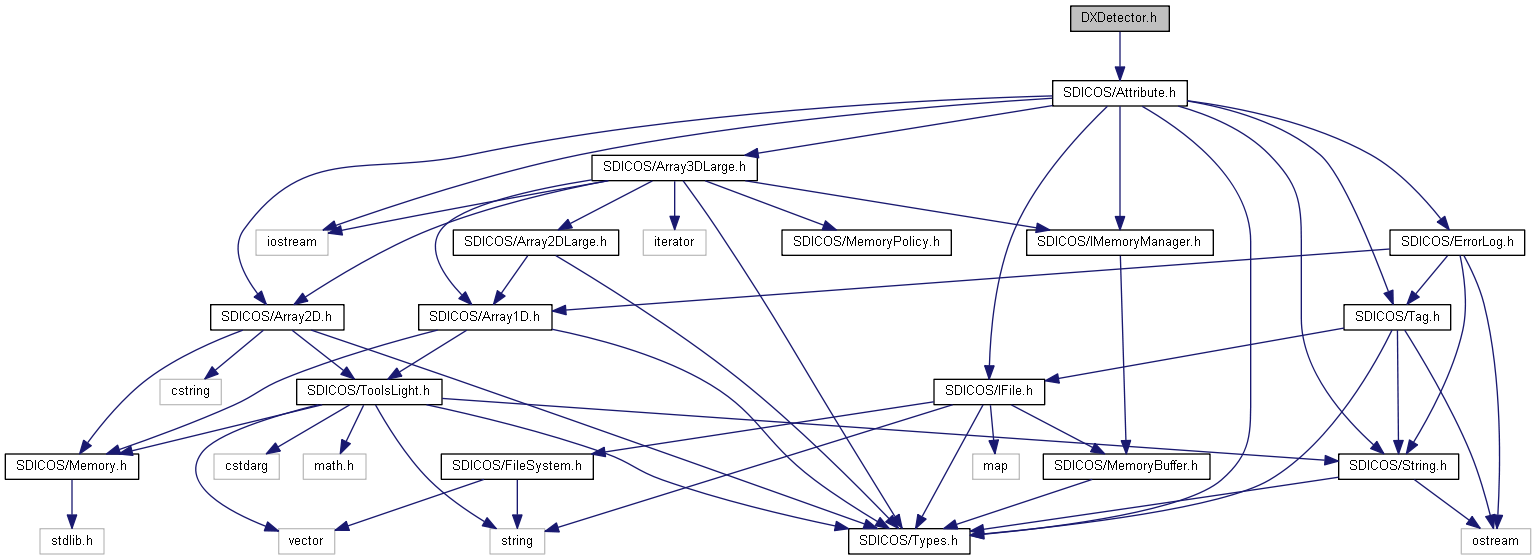 DXDetector.h
SDICOS/Attribute.h
SDICOS/Array3DLarge.h
iostream
SDICOS/Array2DLarge.h
iterator
SDICOS/MemoryPolicy.h
SDICOS/IMemoryManager.h
SDICOS/ErrorLog.h
SDICOS/Array2D.h
SDICOS/Array1D.h
SDICOS/Tag.h
cstring
SDICOS/ToolsLight.h
SDICOS/IFile.h
SDICOS/Memory.h
cstdarg
math.h
SDICOS/FileSystem.h
map
SDICOS/MemoryBuffer.h
SDICOS/String.h
stdlib.h
vector
string
SDICOS/Types.h
ostream